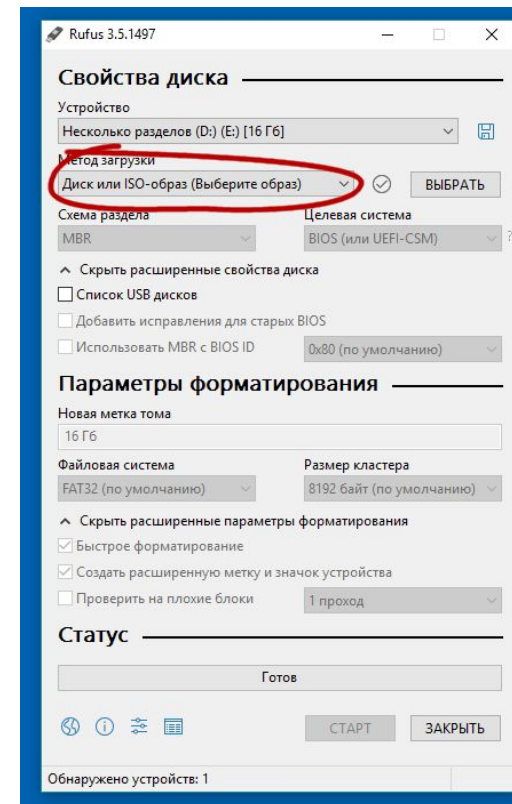 Rufus 3.5.1497
Свойства диска
Устройство
Несколько разделов (D:) (E:) [16 Гб]
Метод загрузки
Диск или ISO-образ (Выберите образ)
ВЫБРАТЬ
Схема раздела Целевая система
MBR BIOS (или UEFI-CSM) ?
Скрыть расширенные свойства диска
Список USB дисков
Добавить исправления для старых BIOS
Использовать MBR с BIOS ID 0x80 (по умолчанию)
Параметры форматирования
Новая метка тома
16 Гб
Файловая система Размер кластера
FAT32 (по умолчанию) 8192 байт (по умолчанию)
Скрыть расширенные параметры форматирования
Быстрое форматирование
Создать расширенную метку и значок устройства
Проверить на плохие блоки 1 проход
Статус
Готов
СТАРТ ЗАКРЫТЬ
Обнаружено устройств: 1